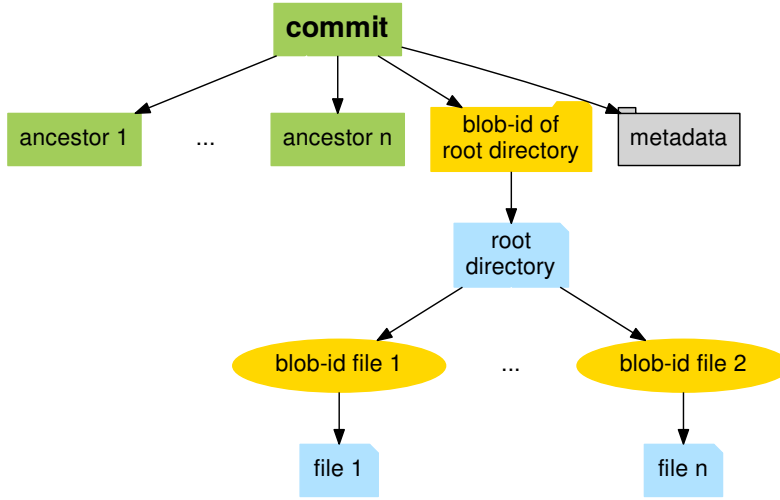 commit
ancestor 1
...
ancestor n
blob-id of
root directory
metadata
root
directory
blob-id file 1
...
blob-id file 2
file 1
file n